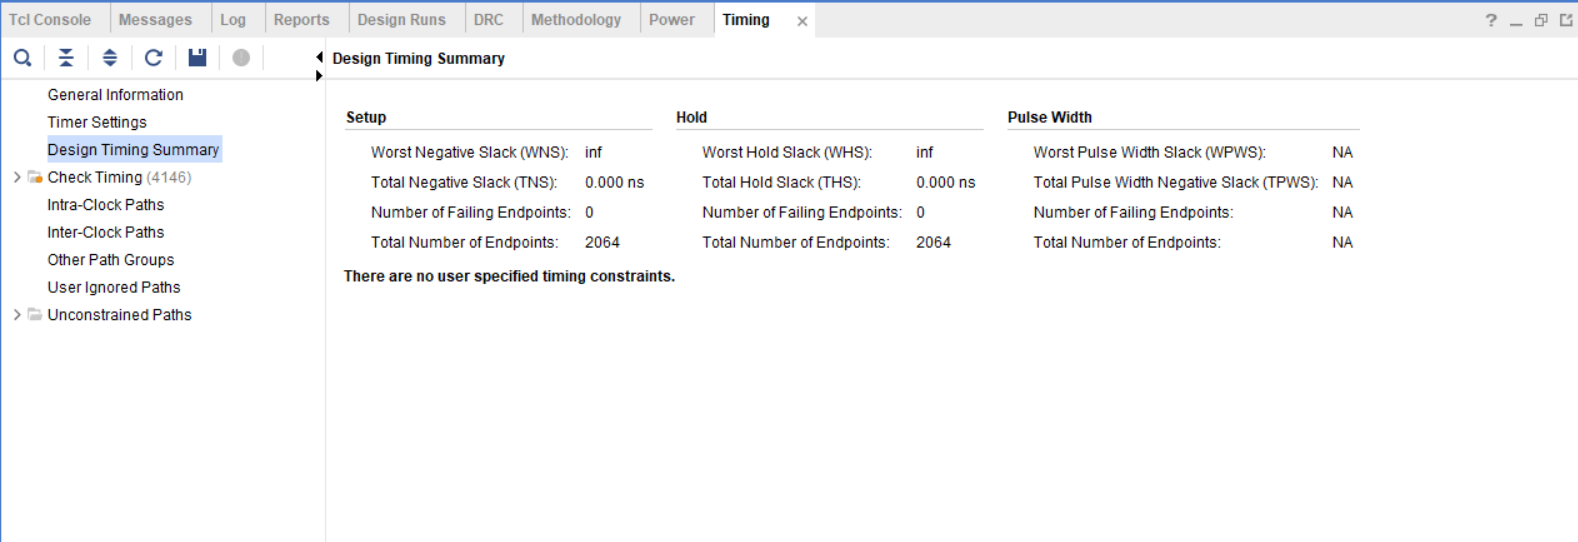 Tcl Console Messages Log Reports Design Runs DRC Methodology Power Timing ×
?
Design Timing Summary
General Information
Timer Settings
Design Timing Summary
Check Timing (4146)
Intra-Clock Paths
Inter-Clock Paths
Other Path Groups
User Ignored Paths
Unconstrained Paths
Setup
Worst Negative Slack (WNS): inf
Total Negative Slack (TNS): 0.000 ns
Number of Failing Endpoints: 0
Total Number of Endpoints: 2064
Hold
Worst Hold Slack (WHS): inf
Total Hold Slack (THS): 0.000 ns
Number of Failing Endpoints: 0
Total Number of Endpoints: 2064
Pulse Width
Worst Pulse Width Slack (WPWS): NA
Total Pulse Width Negative Slack (TPWS): NA
Number of Failing Endpoints: NA
Total Number of Endpoints: NA
There are no user specified timing constraints.